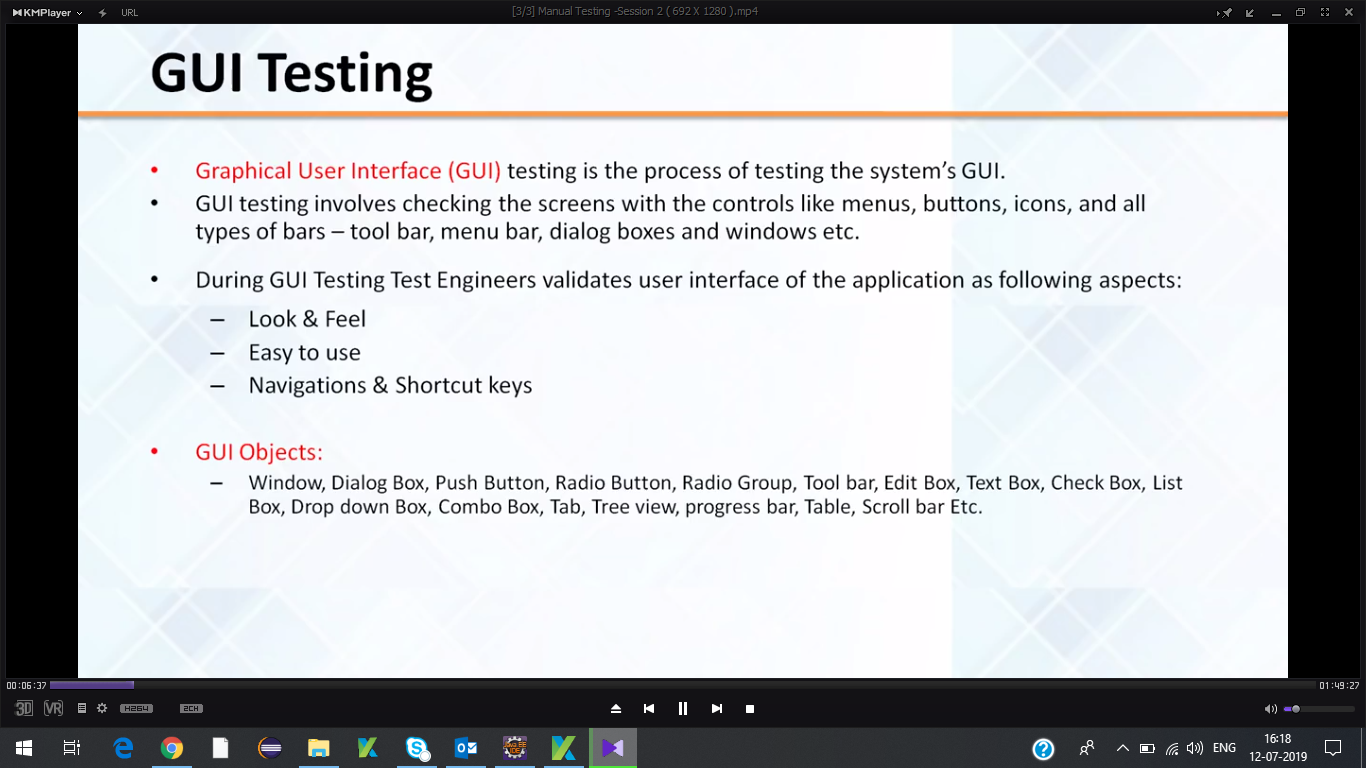 KMPlayer
URL
[3/3] Manual Testing -Session 2 ( 692 X 1280 ).mp4
GUI Testing
• Graphical User Interface (GUI) testing is the process of testing the system's GUI.
• GUI testing involves checking the screens with the controls like menus, buttons, icons, and all
types of bars – tool bar, menu bar, dialog boxes and windows etc.
• During GUI Testing Test Engineers validates user interface of the application as following aspects:
– Look & Feel
– Easy to use
– Navigations & Shortcut keys
• GUI Objects:
– Window, Dialog Box, Push Button, Radio Button, Radio Group, Tool bar, Edit Box, Text Box, Check Box, List
Box, Drop down Box, Combo Box, Tab, Tree view, progress bar, Table, Scroll bar Etc.
00:06:37
01:49:27
3D VR H264 2CH
ENG
16:18
12-07-2019